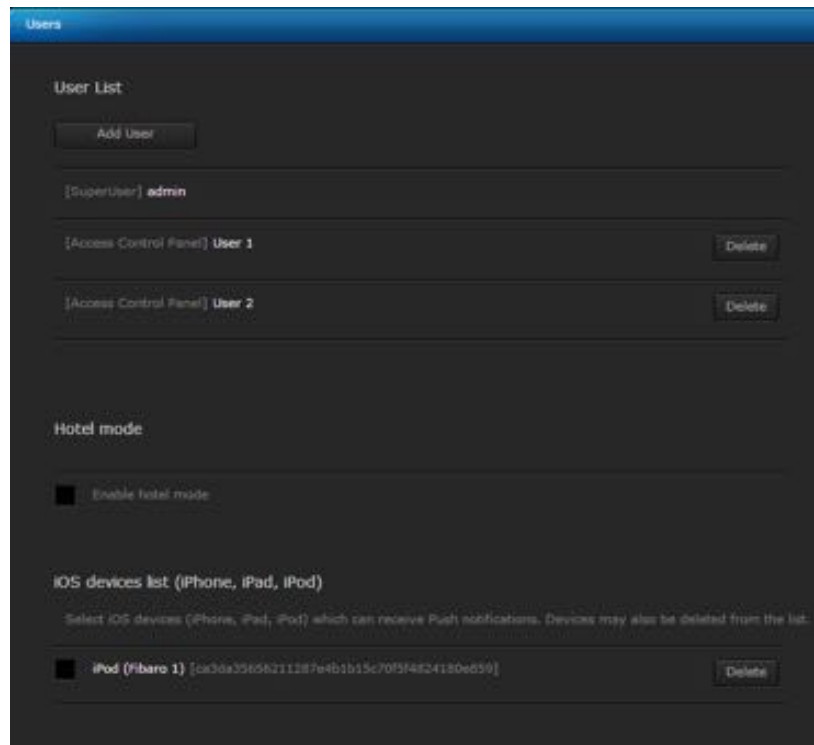 Users
User List
Add User
[SuperUser] admin
[Access Control Panel] User 1
Delete
[Access Control Panel] User 2
Delete
Hotel mode
Enable hotel mode
iOS devices list (iPhone, iPad, iPod)
Select iOS devices (iPhone, iPad, iPod) which can receive Push notifications. Devices may also be deleted from the list.
iPod (Fibaro 1)
Delete